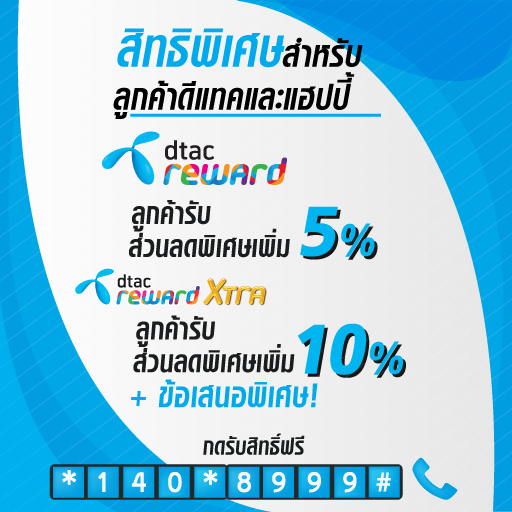 สิทธิพิเศษสำหรับ
ลูกค้าดีแทคและแฮปปี้
dtac
reward
ลูกค้ารับ
ส่วนลดพิเศษเพิ่ม 5%
dtac
reward XTRA
ลูกค้ารับ
ส่วนลดพิเศษเพิ่ม 10%
+ ข้อเสนอพิเศษ!
กดรับสิทธิ์ฟรี
*140*8999#